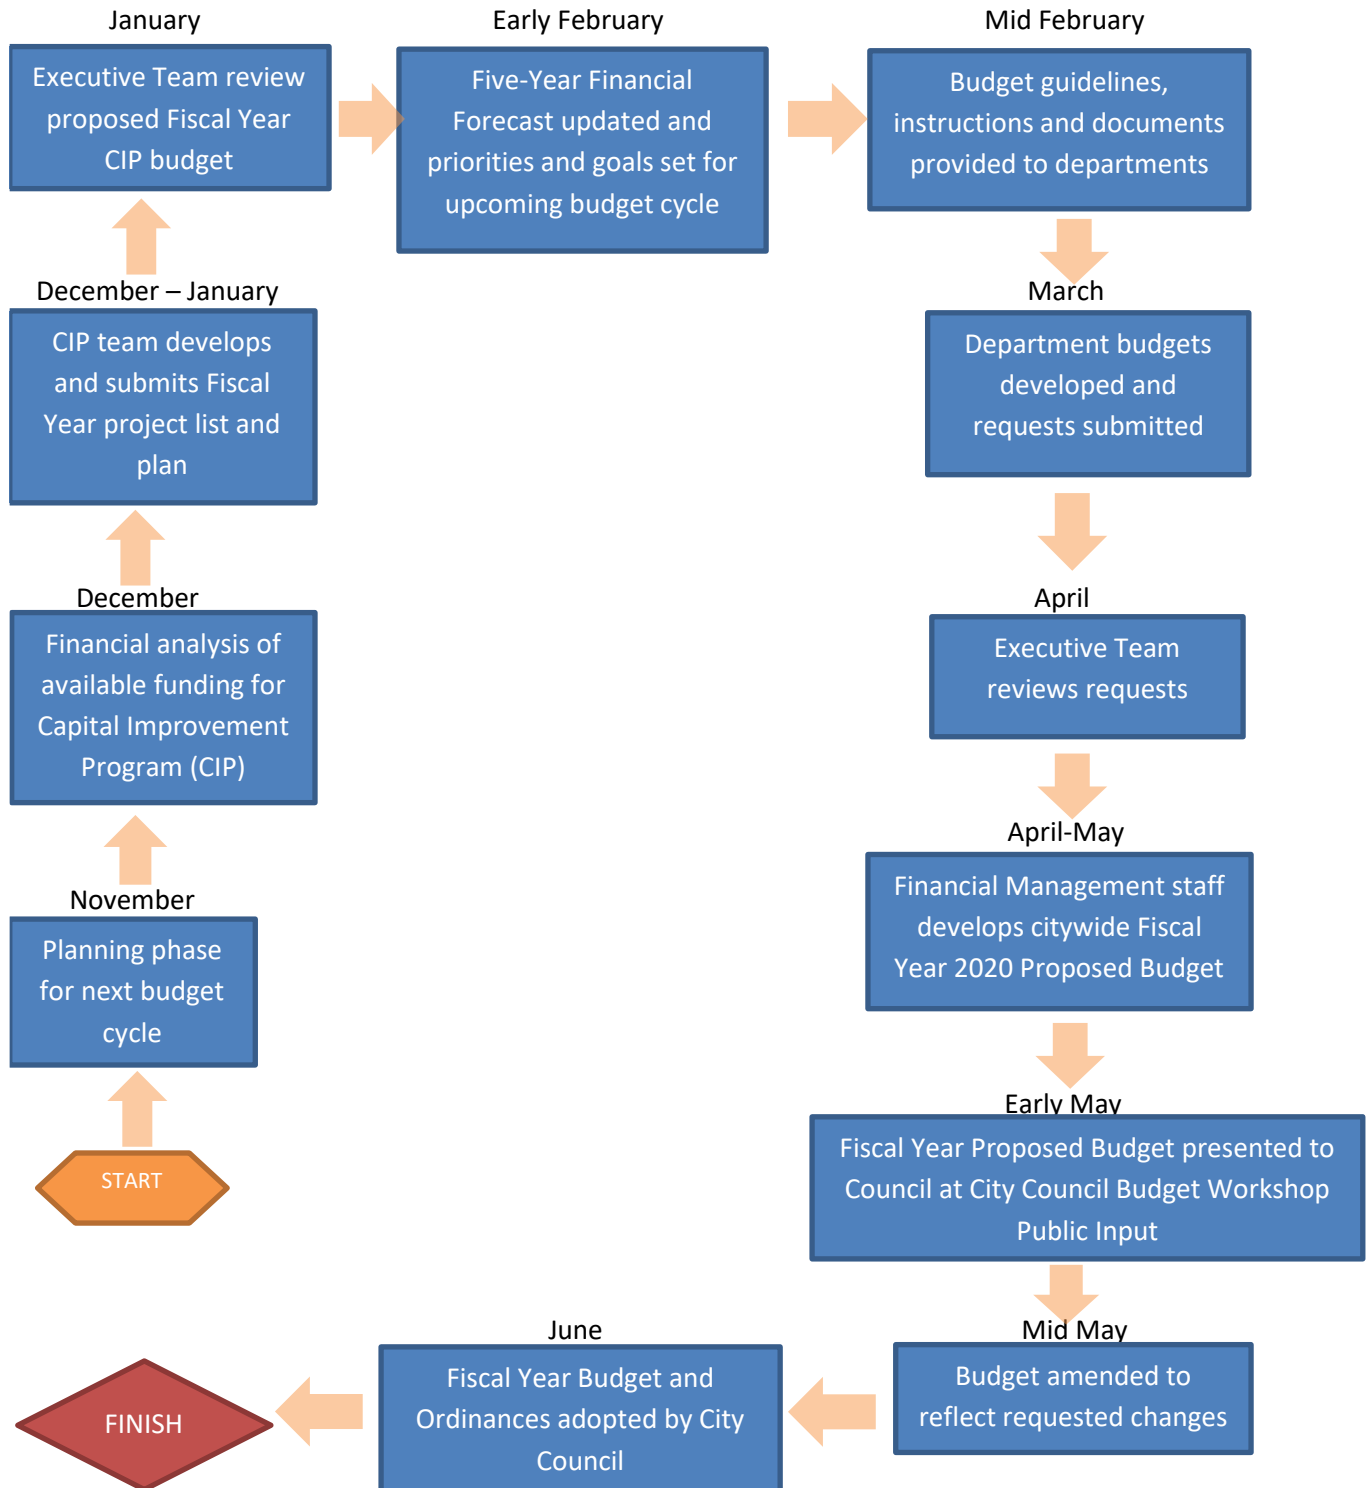 January
Executive Team review
proposed Fiscal Year
CIP budget
Early February
Five-Year Financial
Forecast updated and
priorities and goals set for
upcoming budget cycle
Mid February
Budget guidelines,
instructions and documents
provided to departments
December – January
CIP team develops
and submits Fiscal
Year project list and
plan
March
Department budgets
developed and
requests submitted
December
Financial analysis of
available funding for
Capital Improvement
Program (CIP)
April
Executive Team
reviews requests
November
Planning phase
for next budget
cycle
April-May
Financial Management staff
develops citywide Fiscal
Year 2020 Proposed Budget
START
Early May
Fiscal Year Proposed Budget presented to
Council at City Council Budget Workshop
Public Input
Mid May
Budget amended to
reflect requested changes
June
Fiscal Year Budget and
Ordinances adopted by City
Council
FINISH